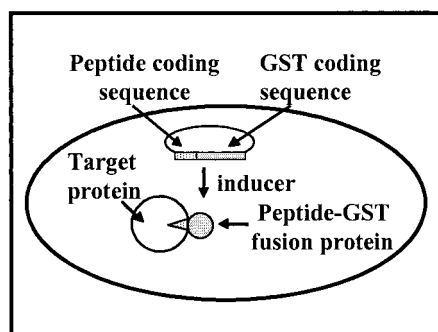 Peptide coding
sequence
GST coding
sequence
Target
protein
inducer
Peptide-GST
fusion protein